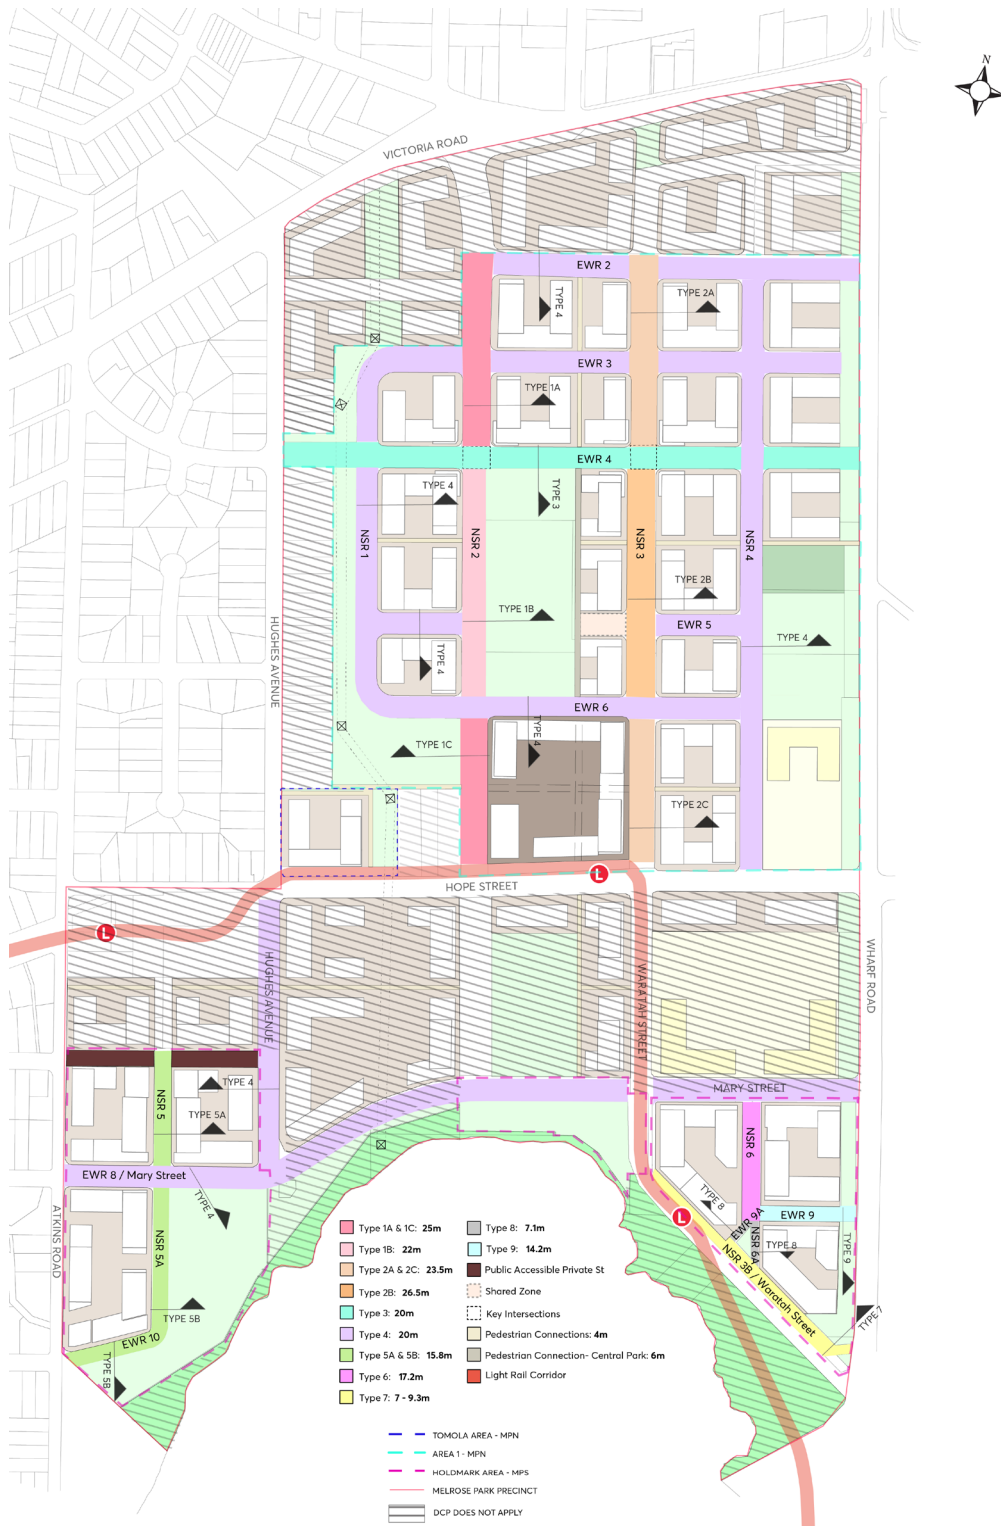 N
VICTORIA ROAD
EWR 2
TYPE 4
TYPE 2A
EWR 3
TYPE 1A
EWR 4
TYPE 4
TYPE 3
NSR 1
NSR 2
NSR 3
NSR 4
TYPE 2B
TYPE 1B
EWR 5
TYPE 4
TYPE 4
HUGHES AVENUE
EWR 6
TYPE 1C
TYPE 4
TYPE 2C
L
HOPE STREET
L
HUGHES AVENUE
WARATAH STREET
WHARF ROAD
TYPE 4
MARY STREET
NSR 5
TYPE 5A
NSR 6
EWR 8 / Mary Street
TYPE 4
TYPE 8
EWR 9A
EWR 9
L
ATKINS ROAD
NSR 5A
NSR 6A
TYPE 8
TYPE 9
NSR 3B / Waratah Street
TYPE 5B
TYPE 7
EWR 10
TYPE 5B
Type 1A & 1C: 25m
Type 1B: 22m
Type 2A & 2C: 23.5m
Type 2B: 26.5m
Type 3: 20m
Type 4: 20m
Type 5A & 5B: 15.8m
Type 6: 17.2m
Type 7: 7 - 9.3m
Type 8: 7.1m
Type 9: 14.2m
Public Accessible Private St
Shared Zone
Key Intersections
Pedestrian Connections: 4m
Pedestrian Connection- Central Park: 6m
Light Rail Corridor
TOMOLA AREA - MPN
AREA 1 - MPN
HOLDMARK AREA - MPS
MELROSE PARK PRECINCT
DCP DOES NOT APPLY